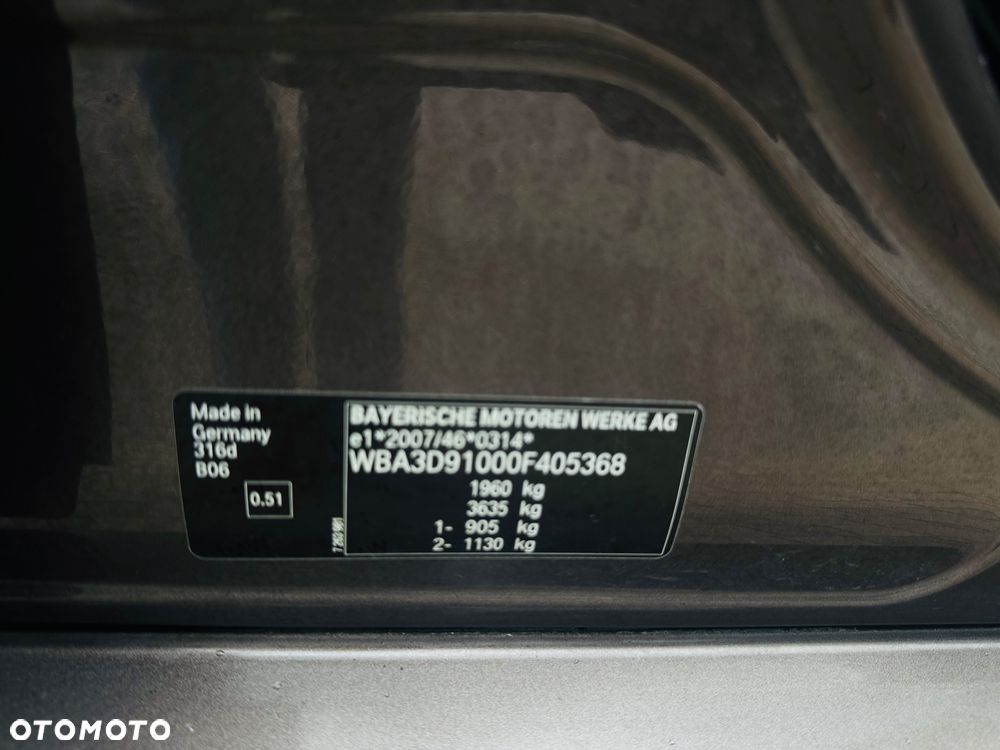 Made in
Germany
316d
B06
0.51
BAYERISCHE MOTOREN WERKE AG
e1*2007/46*0314*
WBA3D91000F405368
1960 kg
3635 kg
1- 905 kg
2- 1130 kg
OTOMOTO